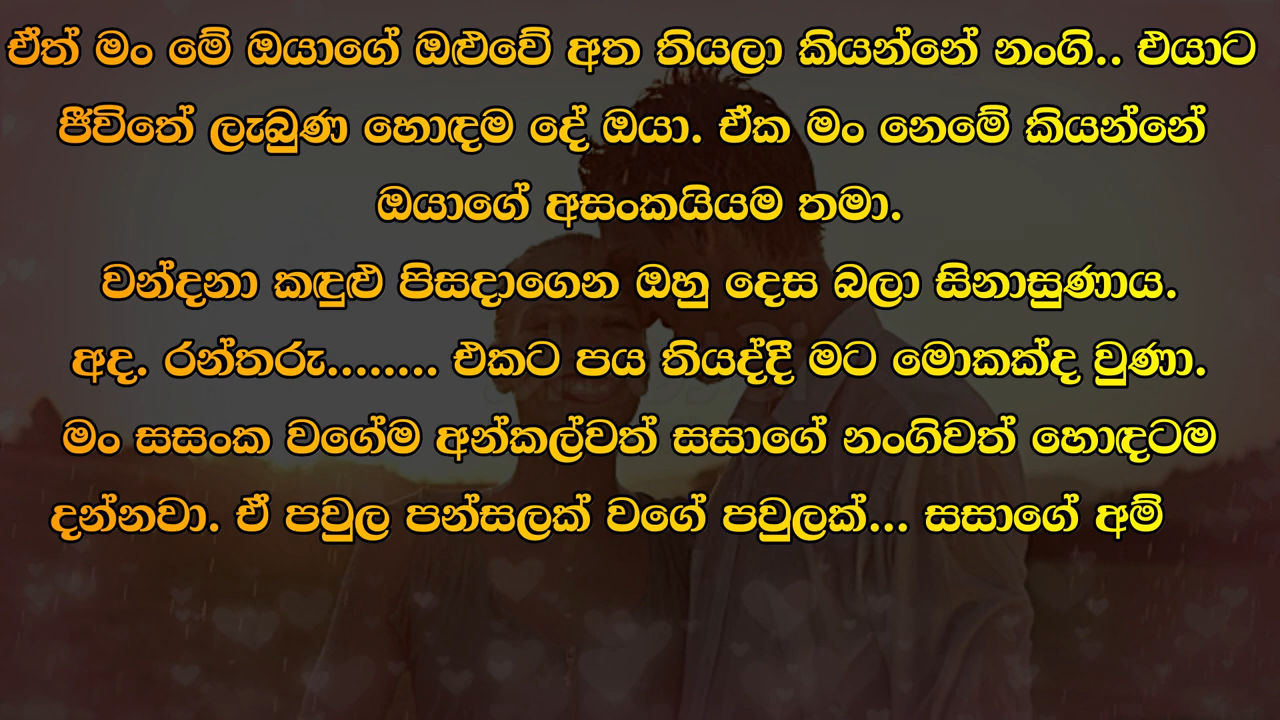 ඒත් මං මේ ඔයාගේ ඔළුවේ අත තියලා කියන්නේ නංගි.. එයාට
ජීවිතේ ලැබුණ හොඳම දේ ඔයා. ඒක මං නෙමේ කියන්නේ
ඔයාගේ අසංකයියම තමා.
වන්දනා කඳුළු පිසදාගෙන ඔහු දෙස බලා සිනාසුණාය.
අද. රන්තරු........ එකට පය තියද්දී මට මොකක්ද වුණා.
මං සසංක වගේම අන්කල්වත් සසාගේ නංගිවත් හොඳටම
දන්නවා. ඒ පවුල පන්සලක් වගේ පවුලක්... සසාගේ අම්